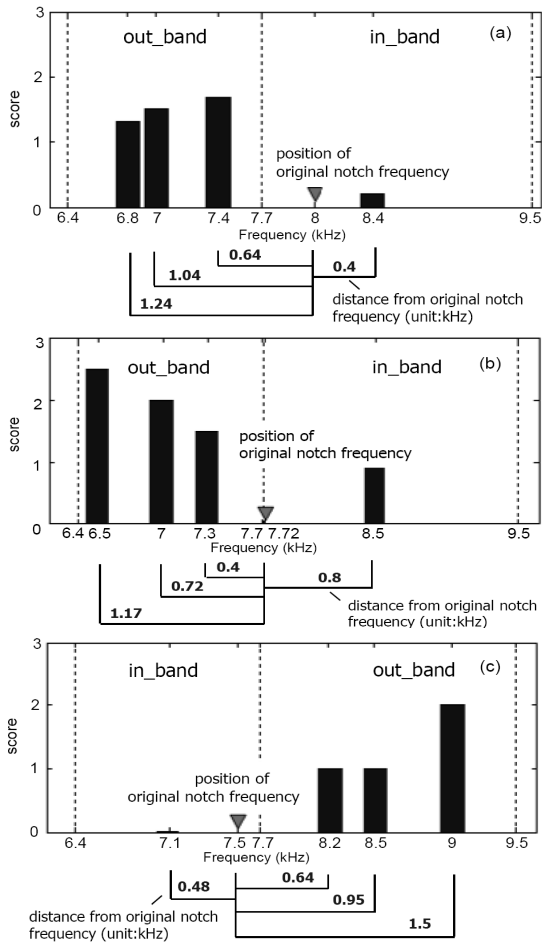 3
out_band in_band (a)
2
score
1
position of
original notch frequency
0
6.4 6.8 7 7.4 7.7 8 8.4 9.5
Frequency (kHz)
0.64
0.4
1.04
distance from original notch
frequency (unit:kHz)
1.24
3
out_band in_band (b)
2
score
position of
original notch frequency
1
0
6.4 6.5 7 7.3 7.7 7.72 8.5 9.5
Frequency (kHz)
0.4
0.8
0.72
distance from original notch
frequency (unit:kHz)
1.17
3
in_band out_band (c)
2
score
position of
original notch frequency
1
0
6.4 7.1 7.5 7.7 8.2 8.5 9 9.5
Frequency (kHz)
0.48 0.64
0.95
distance from original notch
frequency (unit:kHz)
1.5